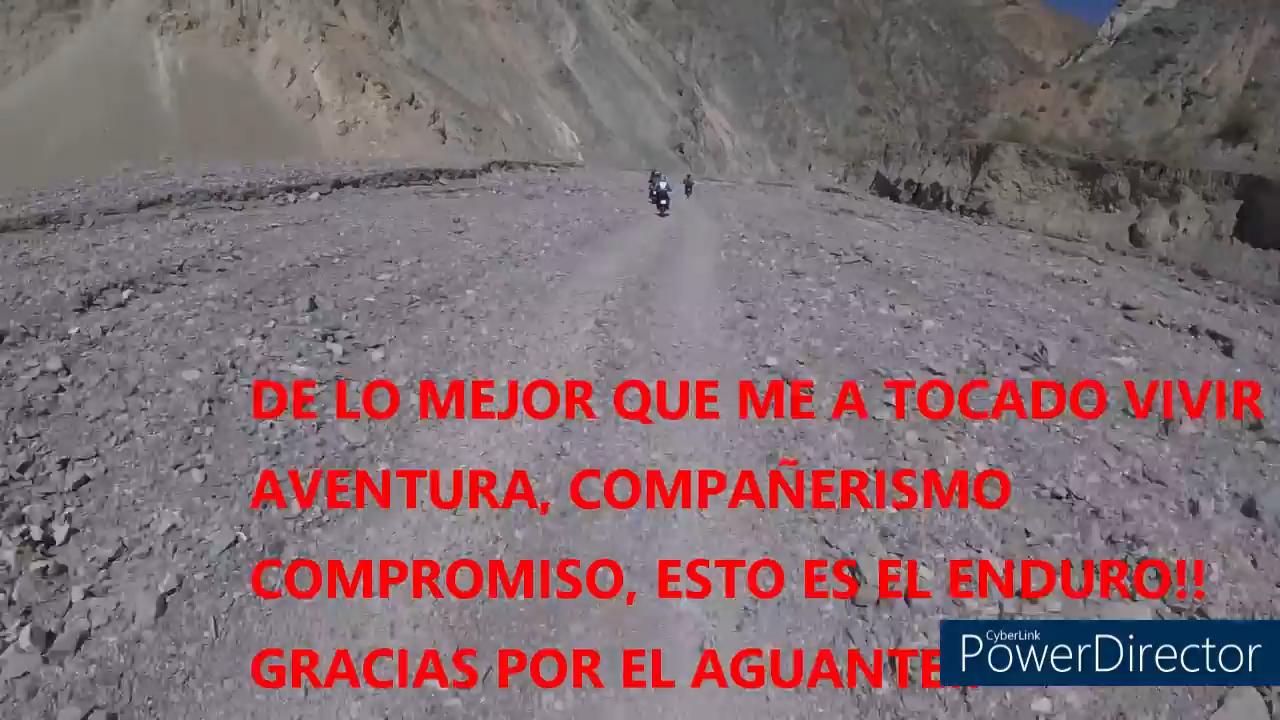 DE LO MEJOR QUE ME A TOCADO VIVIR
AVENTURA, COMPAÑERISMO
COMPROMISO, ESTO ES EL ENDURO!!
GRACIAS POR EL AGUANTE
CyberLink
PowerDirector